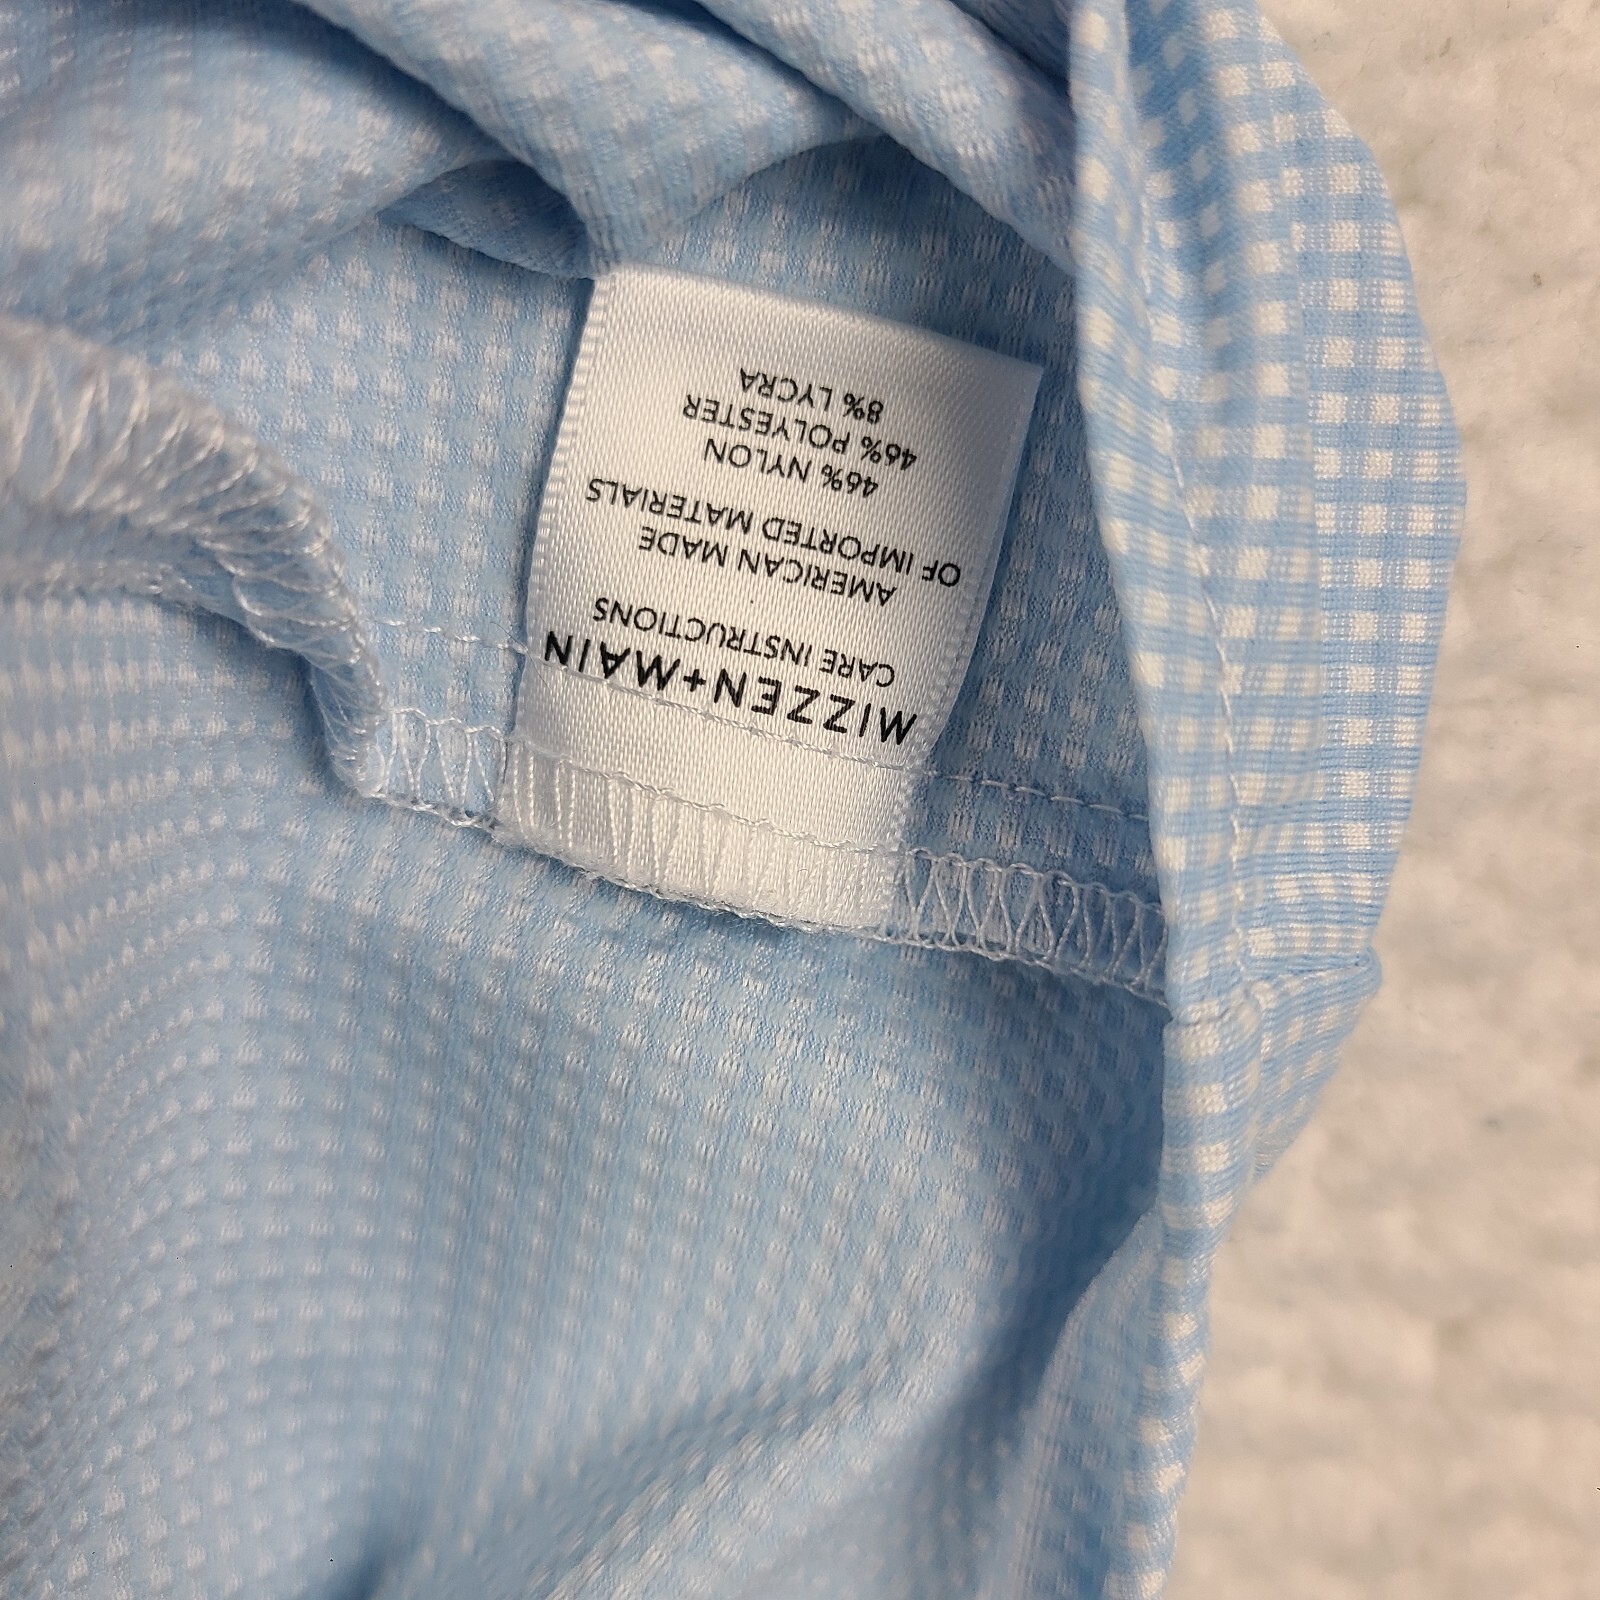 MIZZEN+MAIN
CARE INSTRUCTIONS
AMERICAN MADE
OF IMPORTED MATERIALS
46% NYLON
46% POLYESTER
8% LYCRA